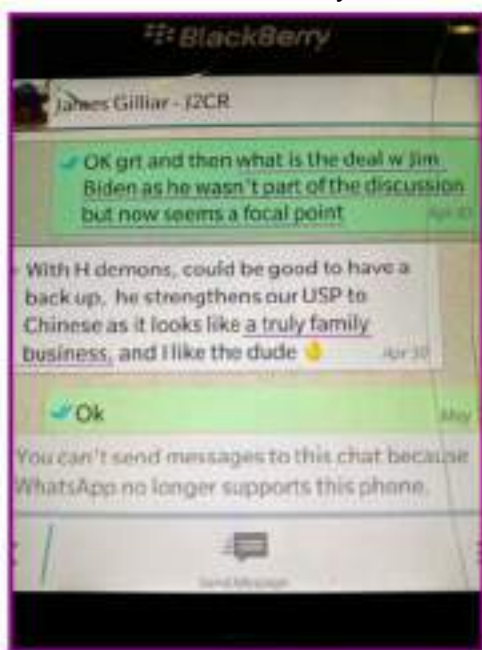 BlackBerry
James Gilliar - J2CR
OK grt and then what is the deal w Jim
Biden as he wasn't part of the discussion
but now seems a focal point
With H demons, could be good to have a
back up, he strengthens our USP to
Chinese as it looks like a truly family
business, and I like the dude
Apr 30
Ok
May
You can't send messages to this chat because
WhatsApp no longer supports this phone.
Send Message